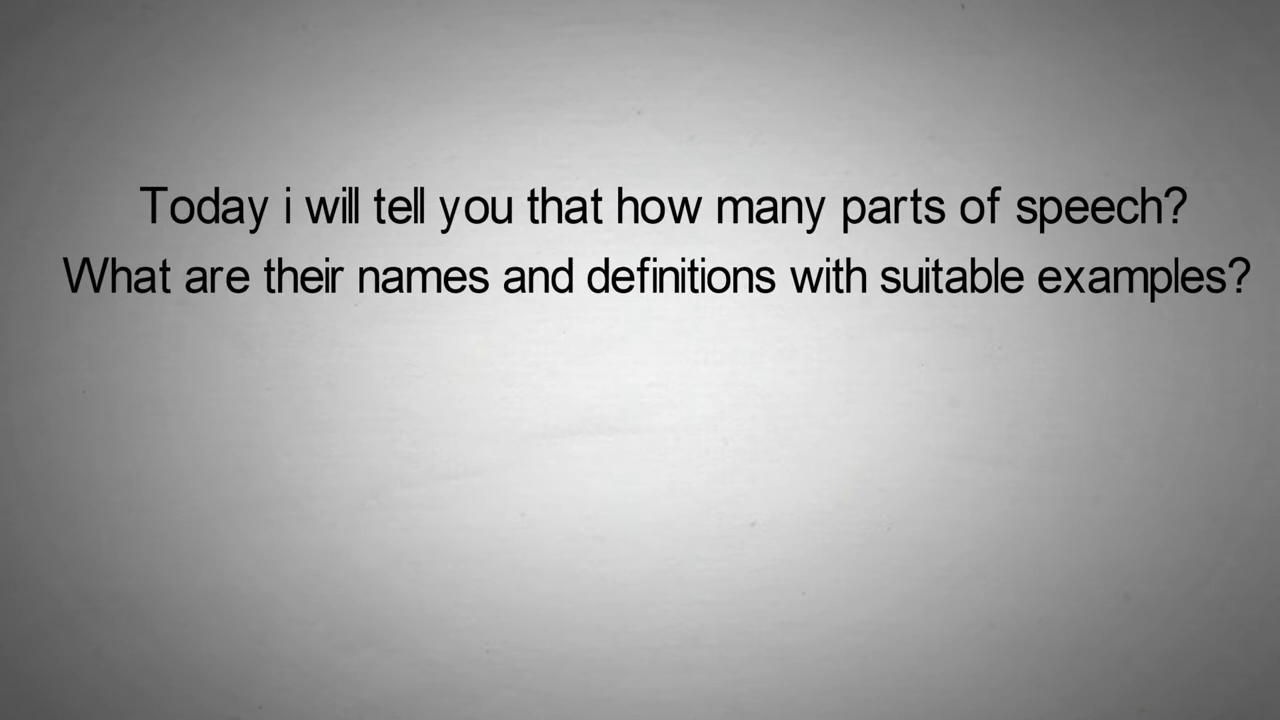 Today i will tell you that how many parts of speech?
What are their names and definitions with suitable examples?